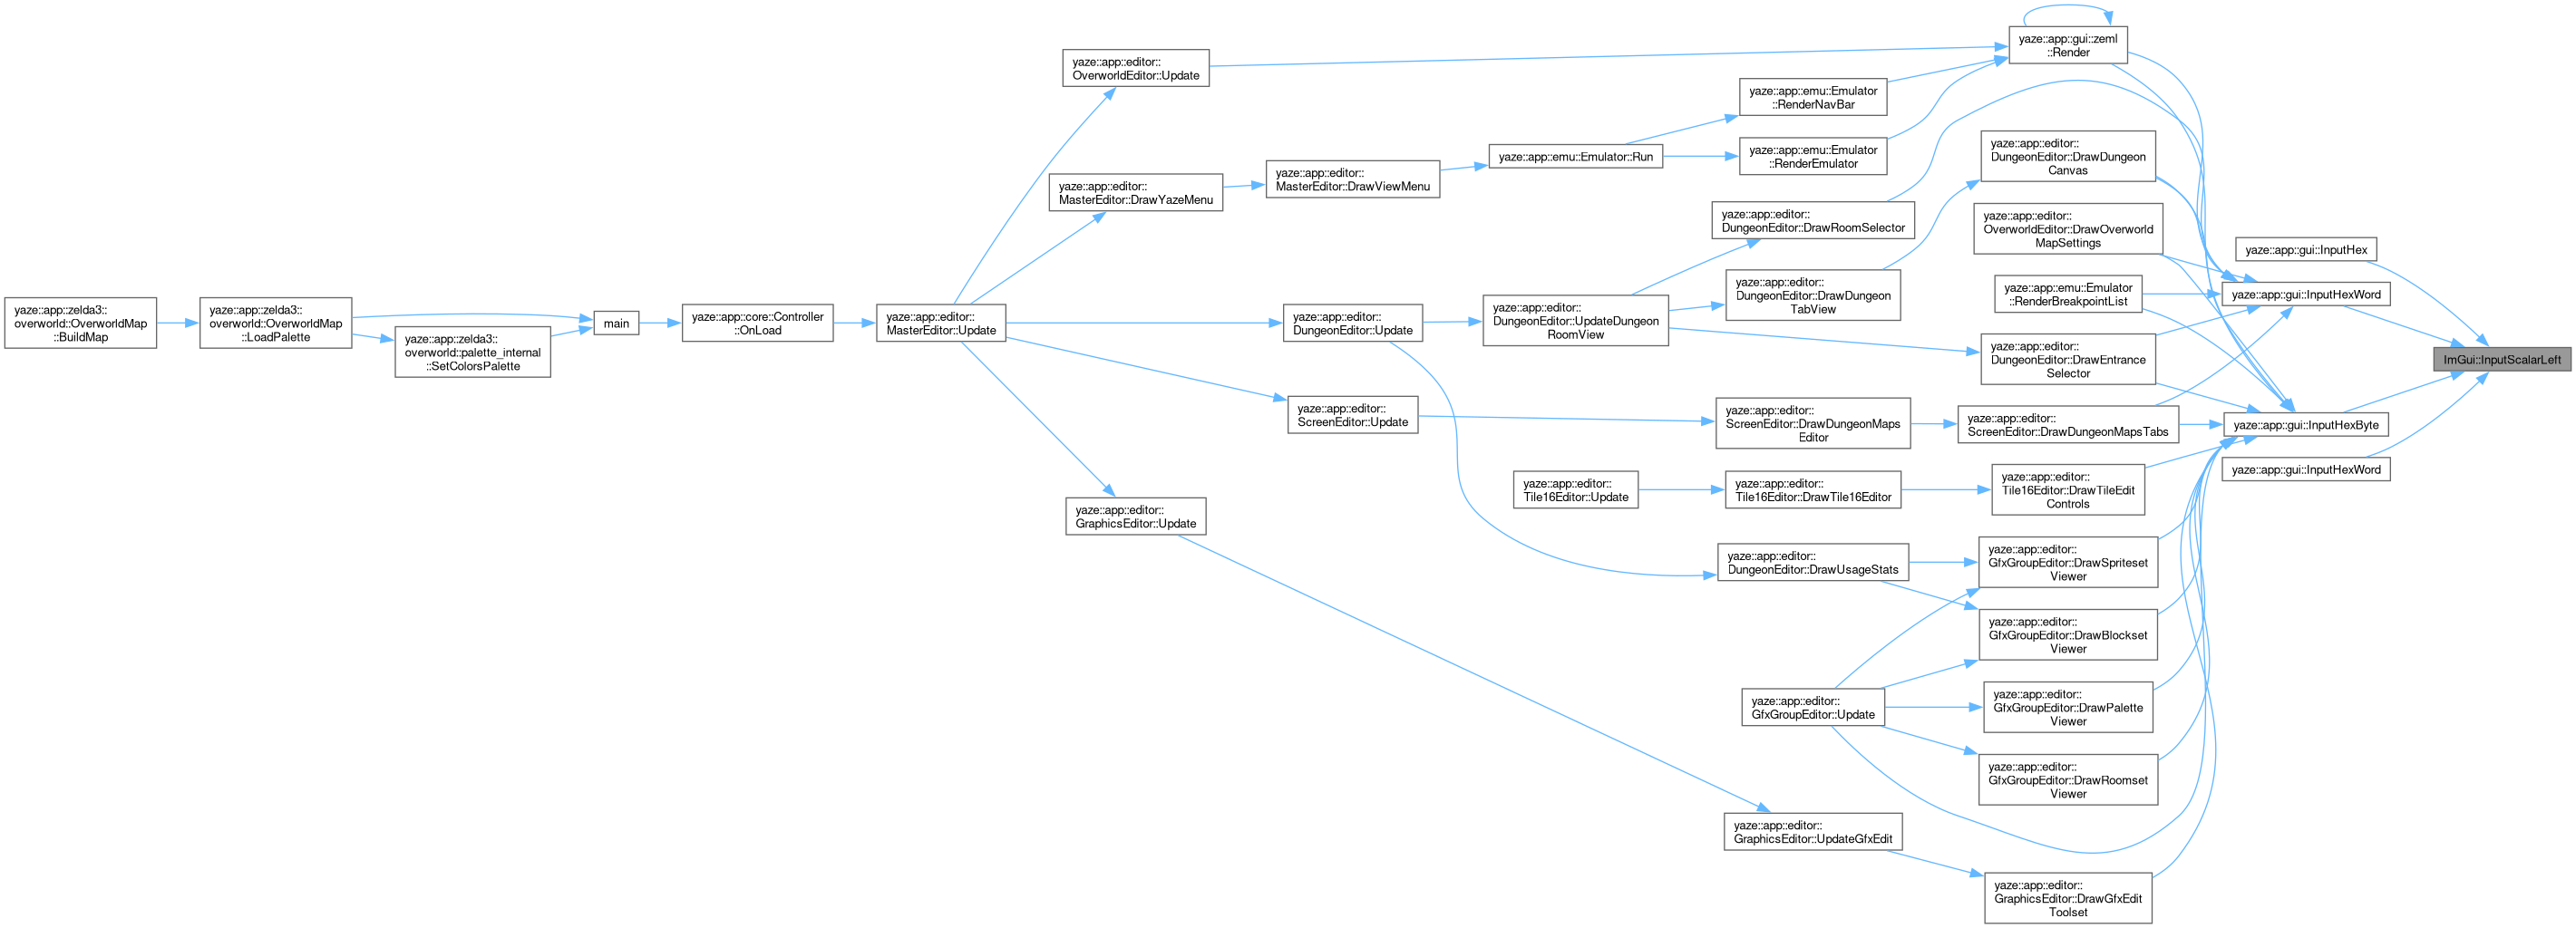 yaze::app::zelda3::
overworld::OverworldMap
::BuildMap
yaze::app::zelda3::
overworld::OverworldMap
::LoadPalette
yaze::app::zelda3::
overworld::palette_internal
::SetColorsPalette
main
yaze::app::core::Controller
::OnLoad
yaze::app::editor::
MasterEditor::Update
yaze::app::editor::
OverworldEditor::Update
yaze::app::editor::
MasterEditor::DrawYazeMenu
yaze::app::editor::
GraphicsEditor::Update
yaze::app::editor::
MasterEditor::DrawViewMenu
yaze::app::editor::
DungeonEditor::Update
yaze::app::editor::
ScreenEditor::Update
yaze::app::emu::Emulator::Run
yaze::app::editor::
DungeonEditor::UpdateDungeon
RoomView
yaze::app::editor::
Tile16Editor::Update
yaze::app::emu::Emulator
::RenderNavBar
yaze::app::emu::Emulator
::RenderEmulator
yaze::app::editor::
DungeonEditor::DrawRoomSelector
yaze::app::editor::
DungeonEditor::DrawDungeon
TabView
yaze::app::editor::
ScreenEditor::DrawDungeonMaps
Editor
yaze::app::editor::
Tile16Editor::DrawTile16Editor
yaze::app::editor::
DungeonEditor::DrawUsageStats
yaze::app::editor::
GfxGroupEditor::Update
yaze::app::editor::
GraphicsEditor::UpdateGfxEdit
yaze::app::gui::zeml
::Render
yaze::app::editor::
DungeonEditor::DrawDungeon
Canvas
yaze::app::editor::
OverworldEditor::DrawOverworld
MapSettings
yaze::app::emu::Emulator
::RenderBreakpointList
yaze::app::editor::
DungeonEditor::DrawEntrance
Selector
yaze::app::editor::
ScreenEditor::DrawDungeonMapsTabs
yaze::app::editor::
Tile16Editor::DrawTileEdit
Controls
yaze::app::editor::
GfxGroupEditor::DrawSpriteset
Viewer
yaze::app::editor::
GfxGroupEditor::DrawBlockset
Viewer
yaze::app::editor::
GfxGroupEditor::DrawPalette
Viewer
yaze::app::editor::
GfxGroupEditor::DrawRoomset
Viewer
yaze::app::editor::
GraphicsEditor::DrawGfxEdit
Toolset
yaze::app::gui::InputHex
yaze::app::gui::InputHexWord
yaze::app::gui::InputHexByte
yaze::app::gui::InputHexWord
ImGui::InputScalarLeft